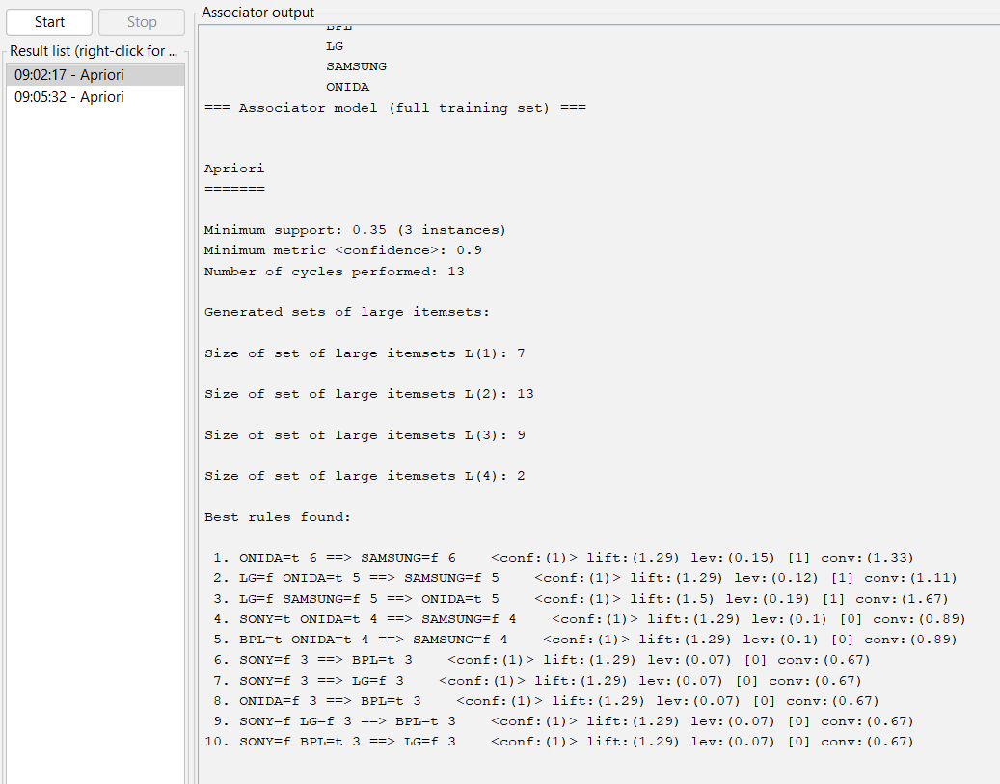 Start
Stop
Result list (right-click for ...
09:02:17 - Apriori
09:05:32 - Apriori
Associator output
BPL
LG
SAMSUNG
ONIDA
=== Associator model (full training set) ===
Apriori
=======
Minimum support: 0.35 (3 instances)
Minimum metric <confidence>: 0.9
Number of cycles performed: 13
Generated sets of large itemsets:
Size of set of large itemsets L(1): 7
Size of set of large itemsets L(2): 13
Size of set of large itemsets L(3): 9
Size of set of large itemsets L(4): 2
Best rules found:
1. ONIDA=t 6 ==> SAMSUNG=f 6    <conf:(1)> lift:(1.29) lev:(0.15) [1] conv:(1.33)
2. LG=f ONIDA=t 5 ==> SAMSUNG=f 5    <conf:(1)> lift:(1.29) lev:(0.12) [1] conv:(1.11)
3. LG=f SAMSUNG=f 5 ==> ONIDA=t 5    <conf:(1)> lift:(1.5) lev:(0.19) [1] conv:(1.67)
4. SONY=t ONIDA=t 4 ==> SAMSUNG=f 4    <conf:(1)> lift:(1.29) lev:(0.1) [0] conv:(0.89)
5. BPL=t ONIDA=t 4 ==> SAMSUNG=f 4    <conf:(1)> lift:(1.29) lev:(0.1) [0] conv:(0.89)
6. SONY=f 3 ==> BPL=t 3    <conf:(1)> lift:(1.29) lev:(0.07) [0] conv:(0.67)
7. SONY=f 3 ==> LG=f 3    <conf:(1)> lift:(1.29) lev:(0.07) [0] conv:(0.67)
8. ONIDA=f 3 ==> BPL=t 3    <conf:(1)> lift:(1.29) lev:(0.07) [0] conv:(0.67)
9. SONY=f LG=f 3 ==> BPL=t 3    <conf:(1)> lift:(1.29) lev:(0.07) [0] conv:(0.67)
10. SONY=f BPL=t 3 ==> LG=f 3    <conf:(1)> lift:(1.29) lev:(0.07) [0] conv:(0.67)